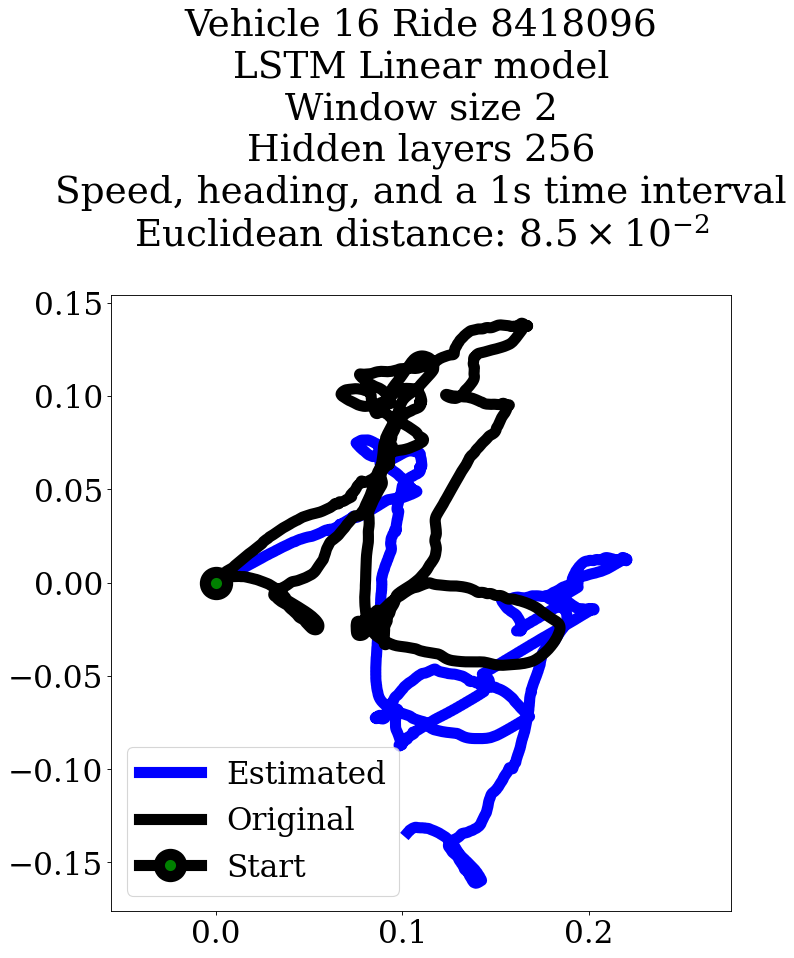 Vehicle 16 Ride 8418096
LSTM Linear model
Window size 2
Hidden layers 256
Speed, heading, and a 1s time interval
Euclidean distance: 8.5 × 10⁻²
0.15
0.10
0.05
0.00
−0.05
−0.10
−0.15
Estimated
Original
Start
0.0 0.1 0.2